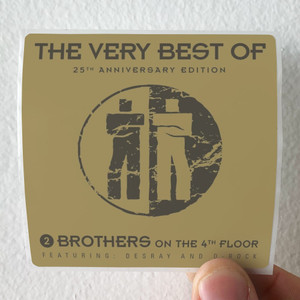 THE VERY BEST OF
25TH ANNIVERSARY EDITION
2 BROTHERS ON THE 4TH FLOOR
FEATURING: DESRAY AND D-ROCK